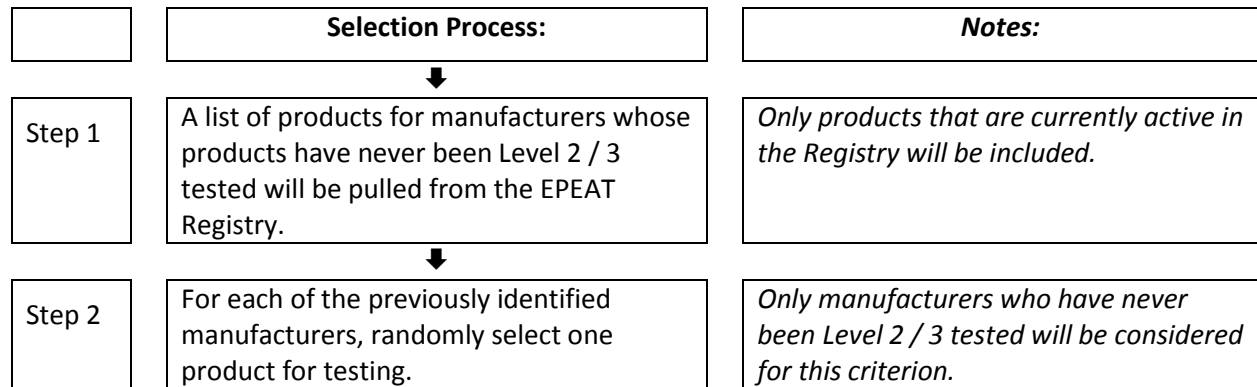 Selection Process:
Notes:
Step 1
A list of products for manufacturers whose
products have never been Level 2 / 3
tested will be pulled from the EPEAT
Registry.
Only products that are currently active in
the Registry will be included.
Step 2
For each of the previously identified
manufacturers, randomly select one
product for testing.
Only manufacturers who have never
been Level 2 / 3 tested will be considered
for this criterion.